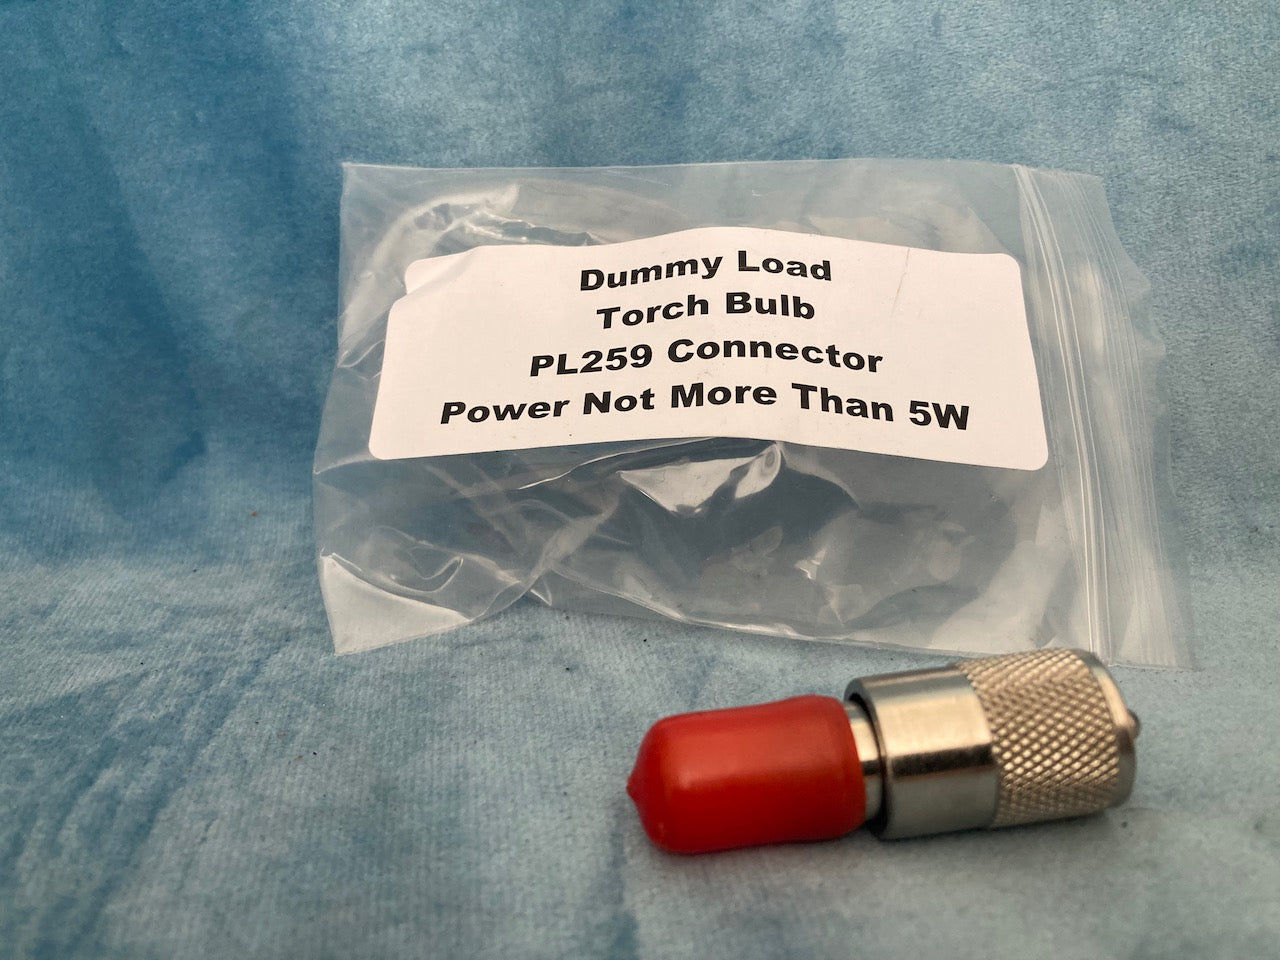 Dummy Load
Torch Bulb
PL259 Connector
Power Not More Than 5W